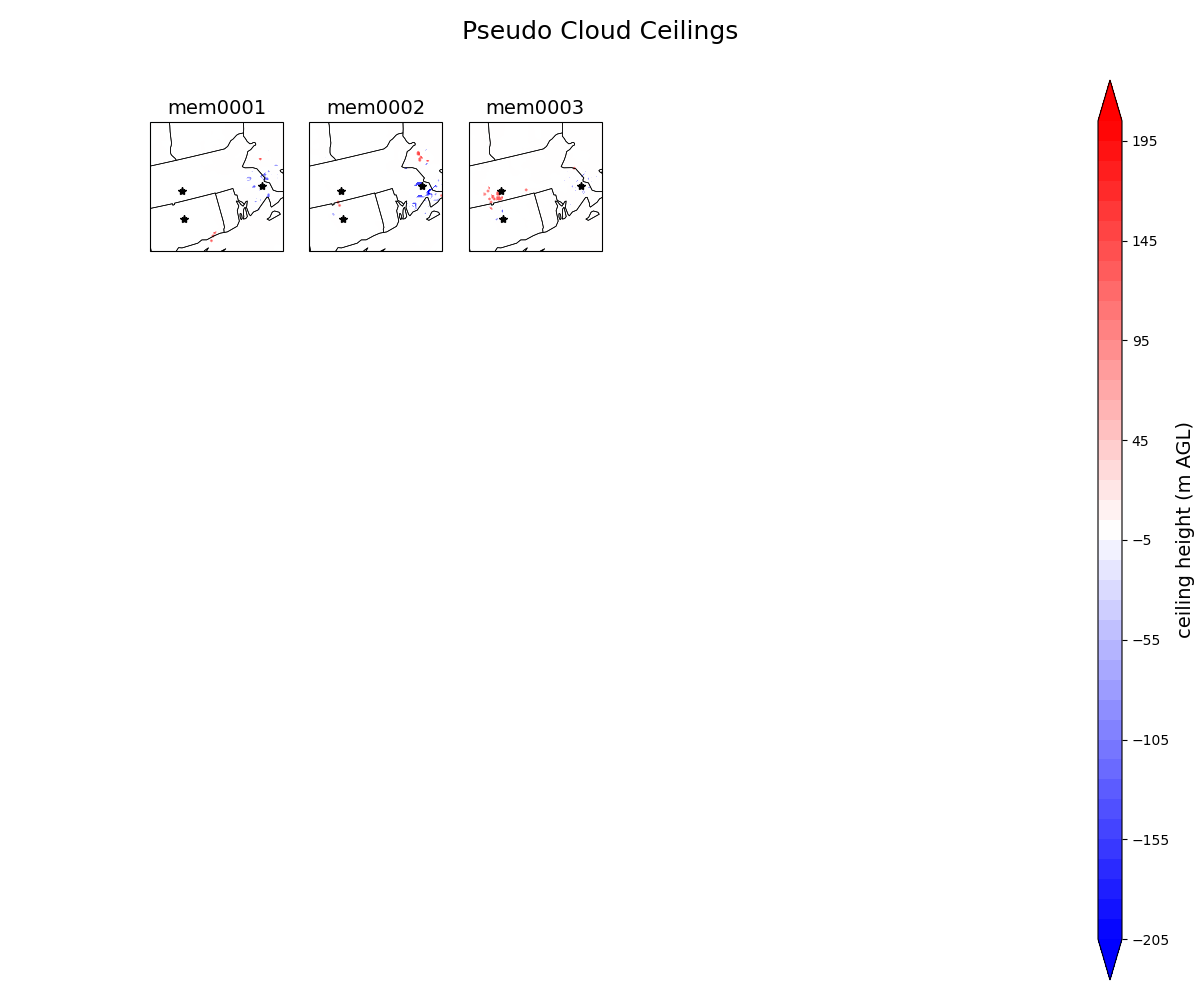 Pseudo Cloud Ceilings
mem0001
mem0002
mem0003
195
145
95
45
−5
−55
−105
−155
−205
ceiling height (m AGL)